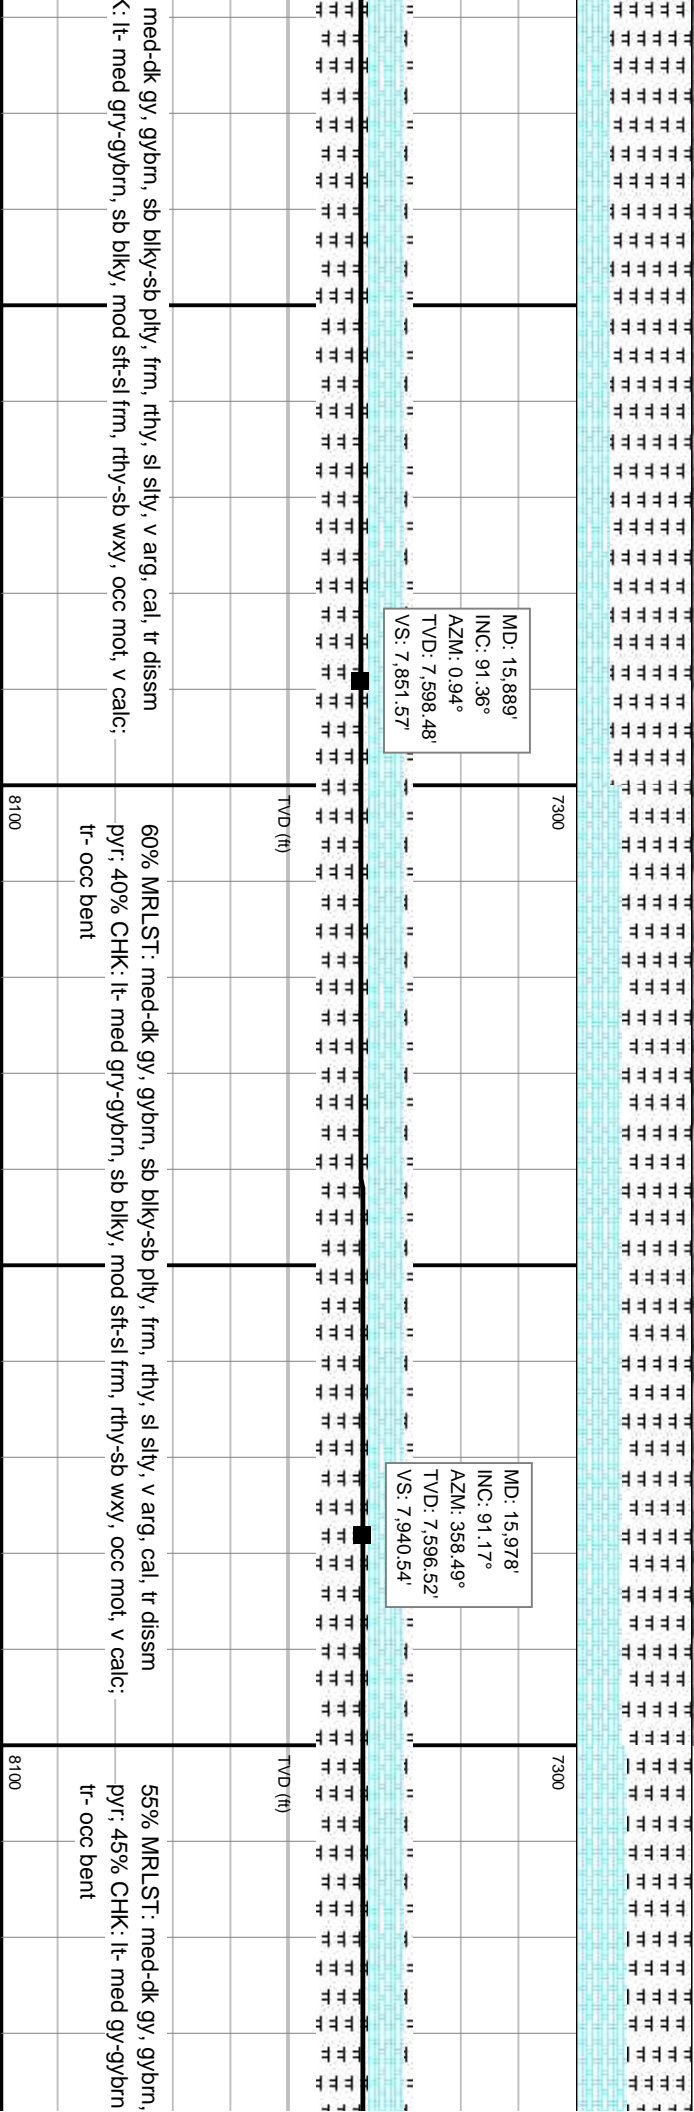 med-dk gy, gybrn, sb blky-sb plty, frm, rthy, sl slty, v arg, cal, tr dissm
K: lt- med gry-gybrn, sb blky, mod sft-sl frm, rthy-sb wxy, occ mot, v calc;
MD: 15,889'
INC: 91.36°
AZM: 0.94°
TVD: 7,598.48'
VS: 7,851.57'
7300
TVD (ft)
8100
60% MRLST: med-dk gy, gybrn, sb blky-sb plty, frm, rthy, sl slty, v arg, cal, tr dissm
pyr; 40% CHK: lt- med gry-gybrn, sb blky, mod sft-sl frm, rthy-sb wxy, occ mot, v calc;
tr- occ bent
MD: 15,978'
INC: 91.17°
AZM: 358.49°
TVD: 7,596.52'
VS: 7,940.54'
7300
TVD (ft)
8100
55% MRLST: med-dk gy, gybrn,
pyr; 45% CHK: lt- med gy-gybrn
tr- occ bent